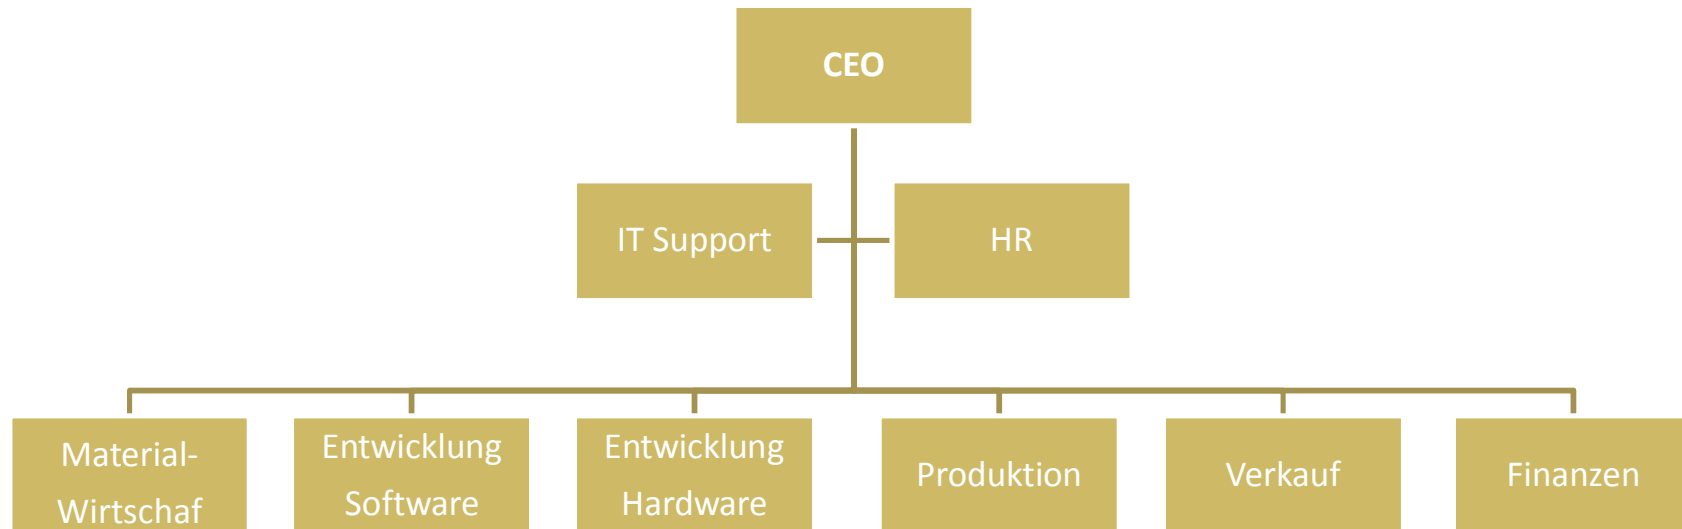 CEO
IT Support
HR
Material-
Wirtschaf
Entwicklung
Software
Entwicklung
Hardware
Produktion
Verkauf
Finanzen